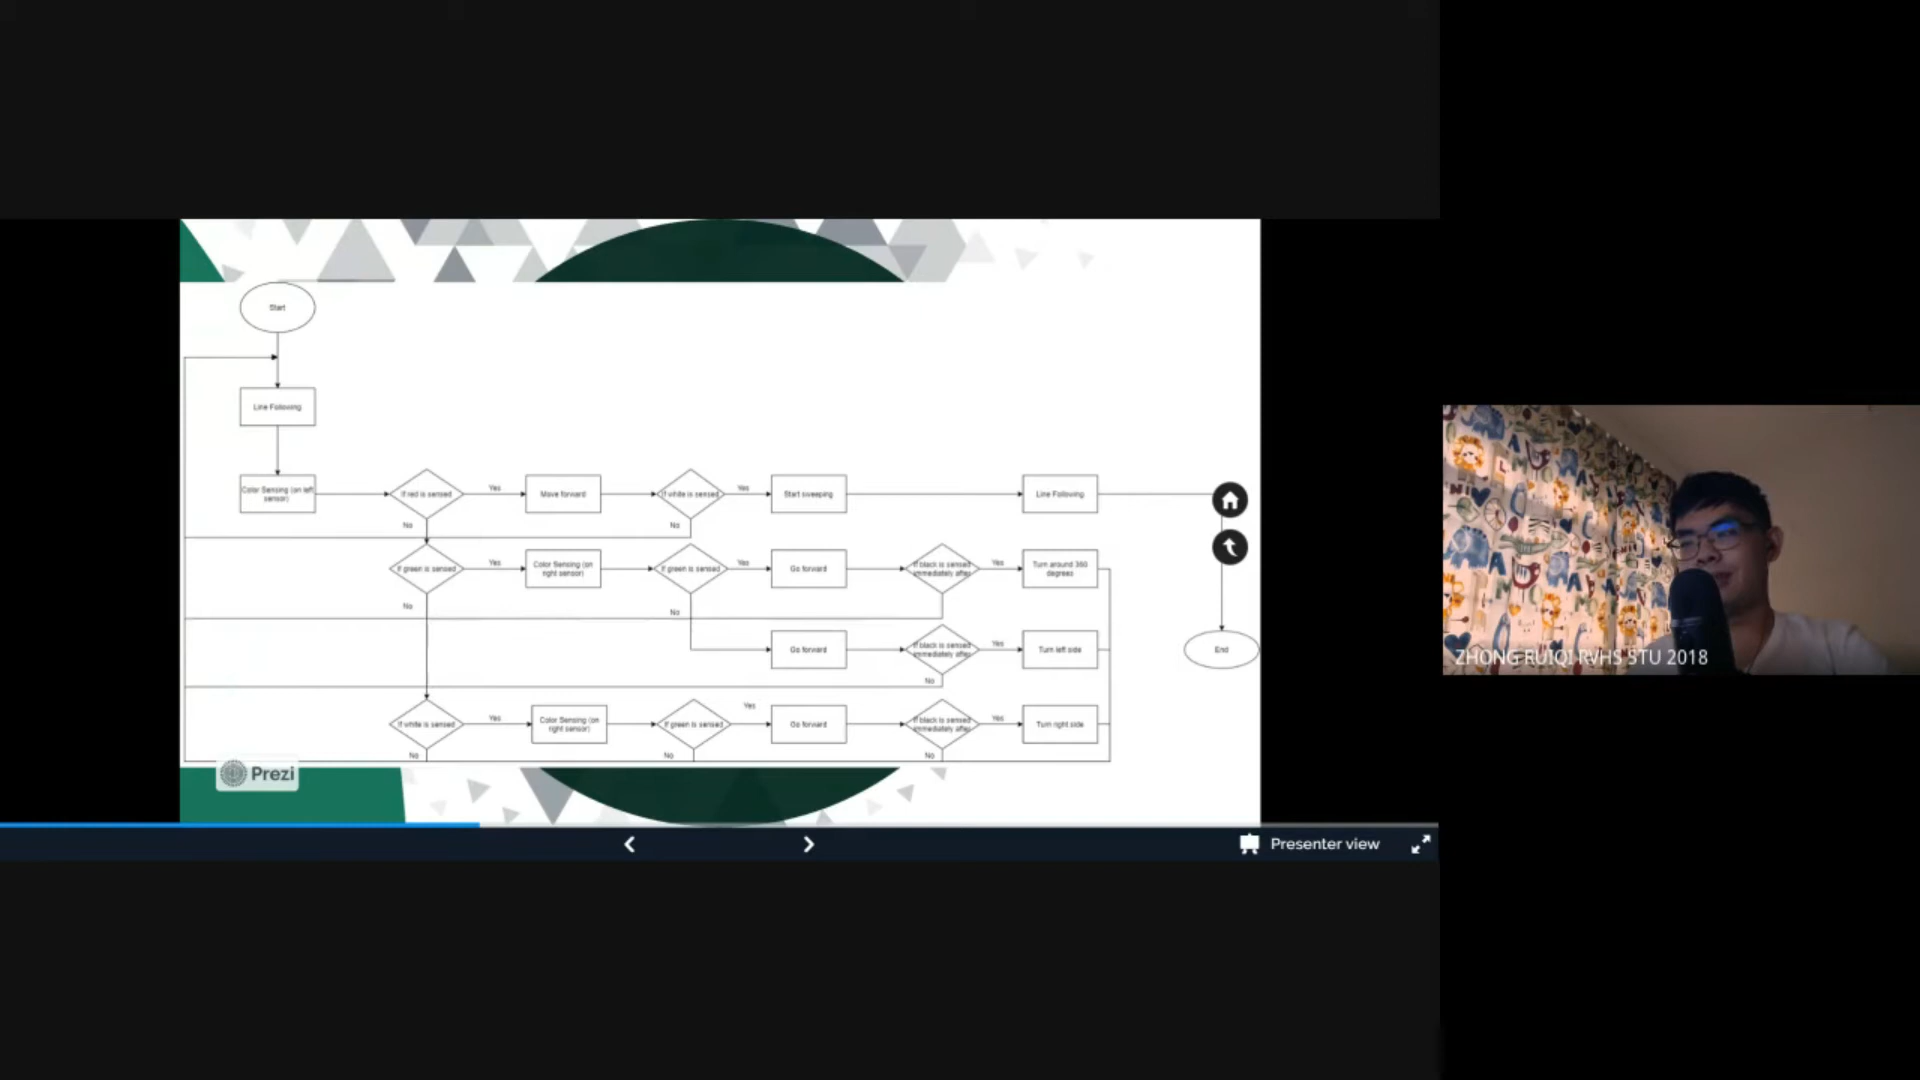 Start
Line Following
Color Sensing (on left
sensor)
If red is sensed
Yes
Move forward
If white is sensed
Yes
Start sweeping
Line Following
No
No
If green is sensed
Yes
Color Sensing (on
right sensor)
If green is sensed
Yes
Go forward
If black is sensed
immediately after
Yes
Turn around 360
degrees
No
No
Go forward
If black is sensed
immediately after
Yes
Turn left side
End
No
If white is sensed
Yes
Color Sensing (on
right sensor)
If green is sensed
Yes
Go forward
If black is sensed
immediately after
Yes
Turn right side
No
No
No
Prezi
Presenter view
ZHONG RUIQI RVHS STU 2018